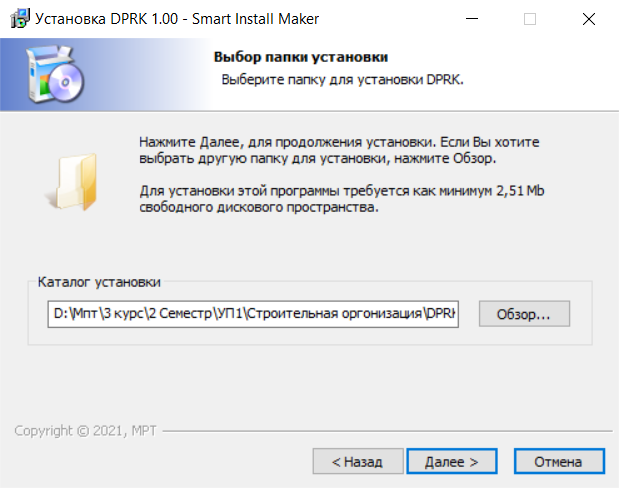 Установка DPRK 1.00 - Smart Install Maker
Выбор папки установки
Выберите папку для установки DPRK.
Нажмите Далее, для продолжения установки. Если Вы хотите
выбрать другую папку для установки, нажмите Обзор.
Для установки этой программы требуется как минимум 2,51 Mb
свободного дискового пространства.
Каталог установки
D:\Мпт\3 курс\2 Семестр\УП1\Строительная оргонизация\DPRK
Обзор...
Copyright © 2021, MPT
< Назад
Далее >
Отмена